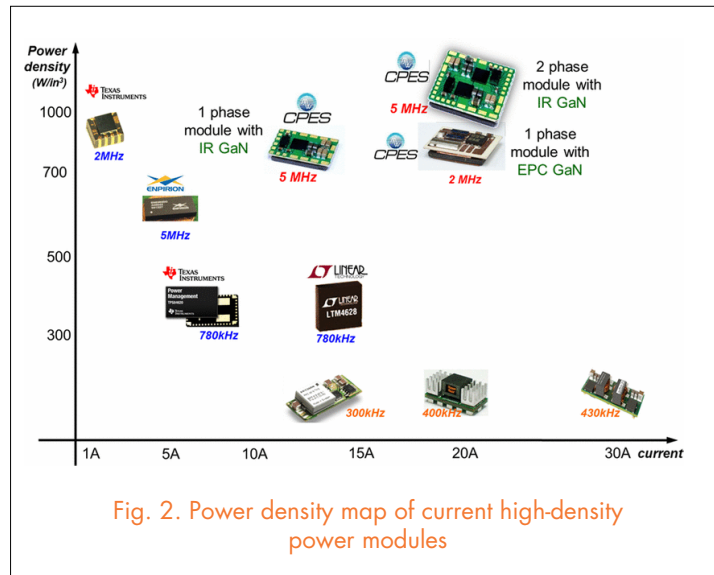 Power
density
(W/in³)
1000
700
500
300
TEXAS
INSTRUMENTS
2MHz
1 phase
module with
IR GaN
CPES
5 MHz
CPES
5 MHz
2 phase
module with
IR GaN
CPES
2 MHz
1 phase
module with
EPC GaN
ENPIRION
5MHz
TEXAS
INSTRUMENTS
Power
Management
780kHz
LINEAR
TECHNOLOGY
LINEAR
LTM4628
780kHz
300kHz
400kHz
430kHz
1A 5A 10A 15A 20A 30A current
Fig. 2. Power density map of current high-density
power modules